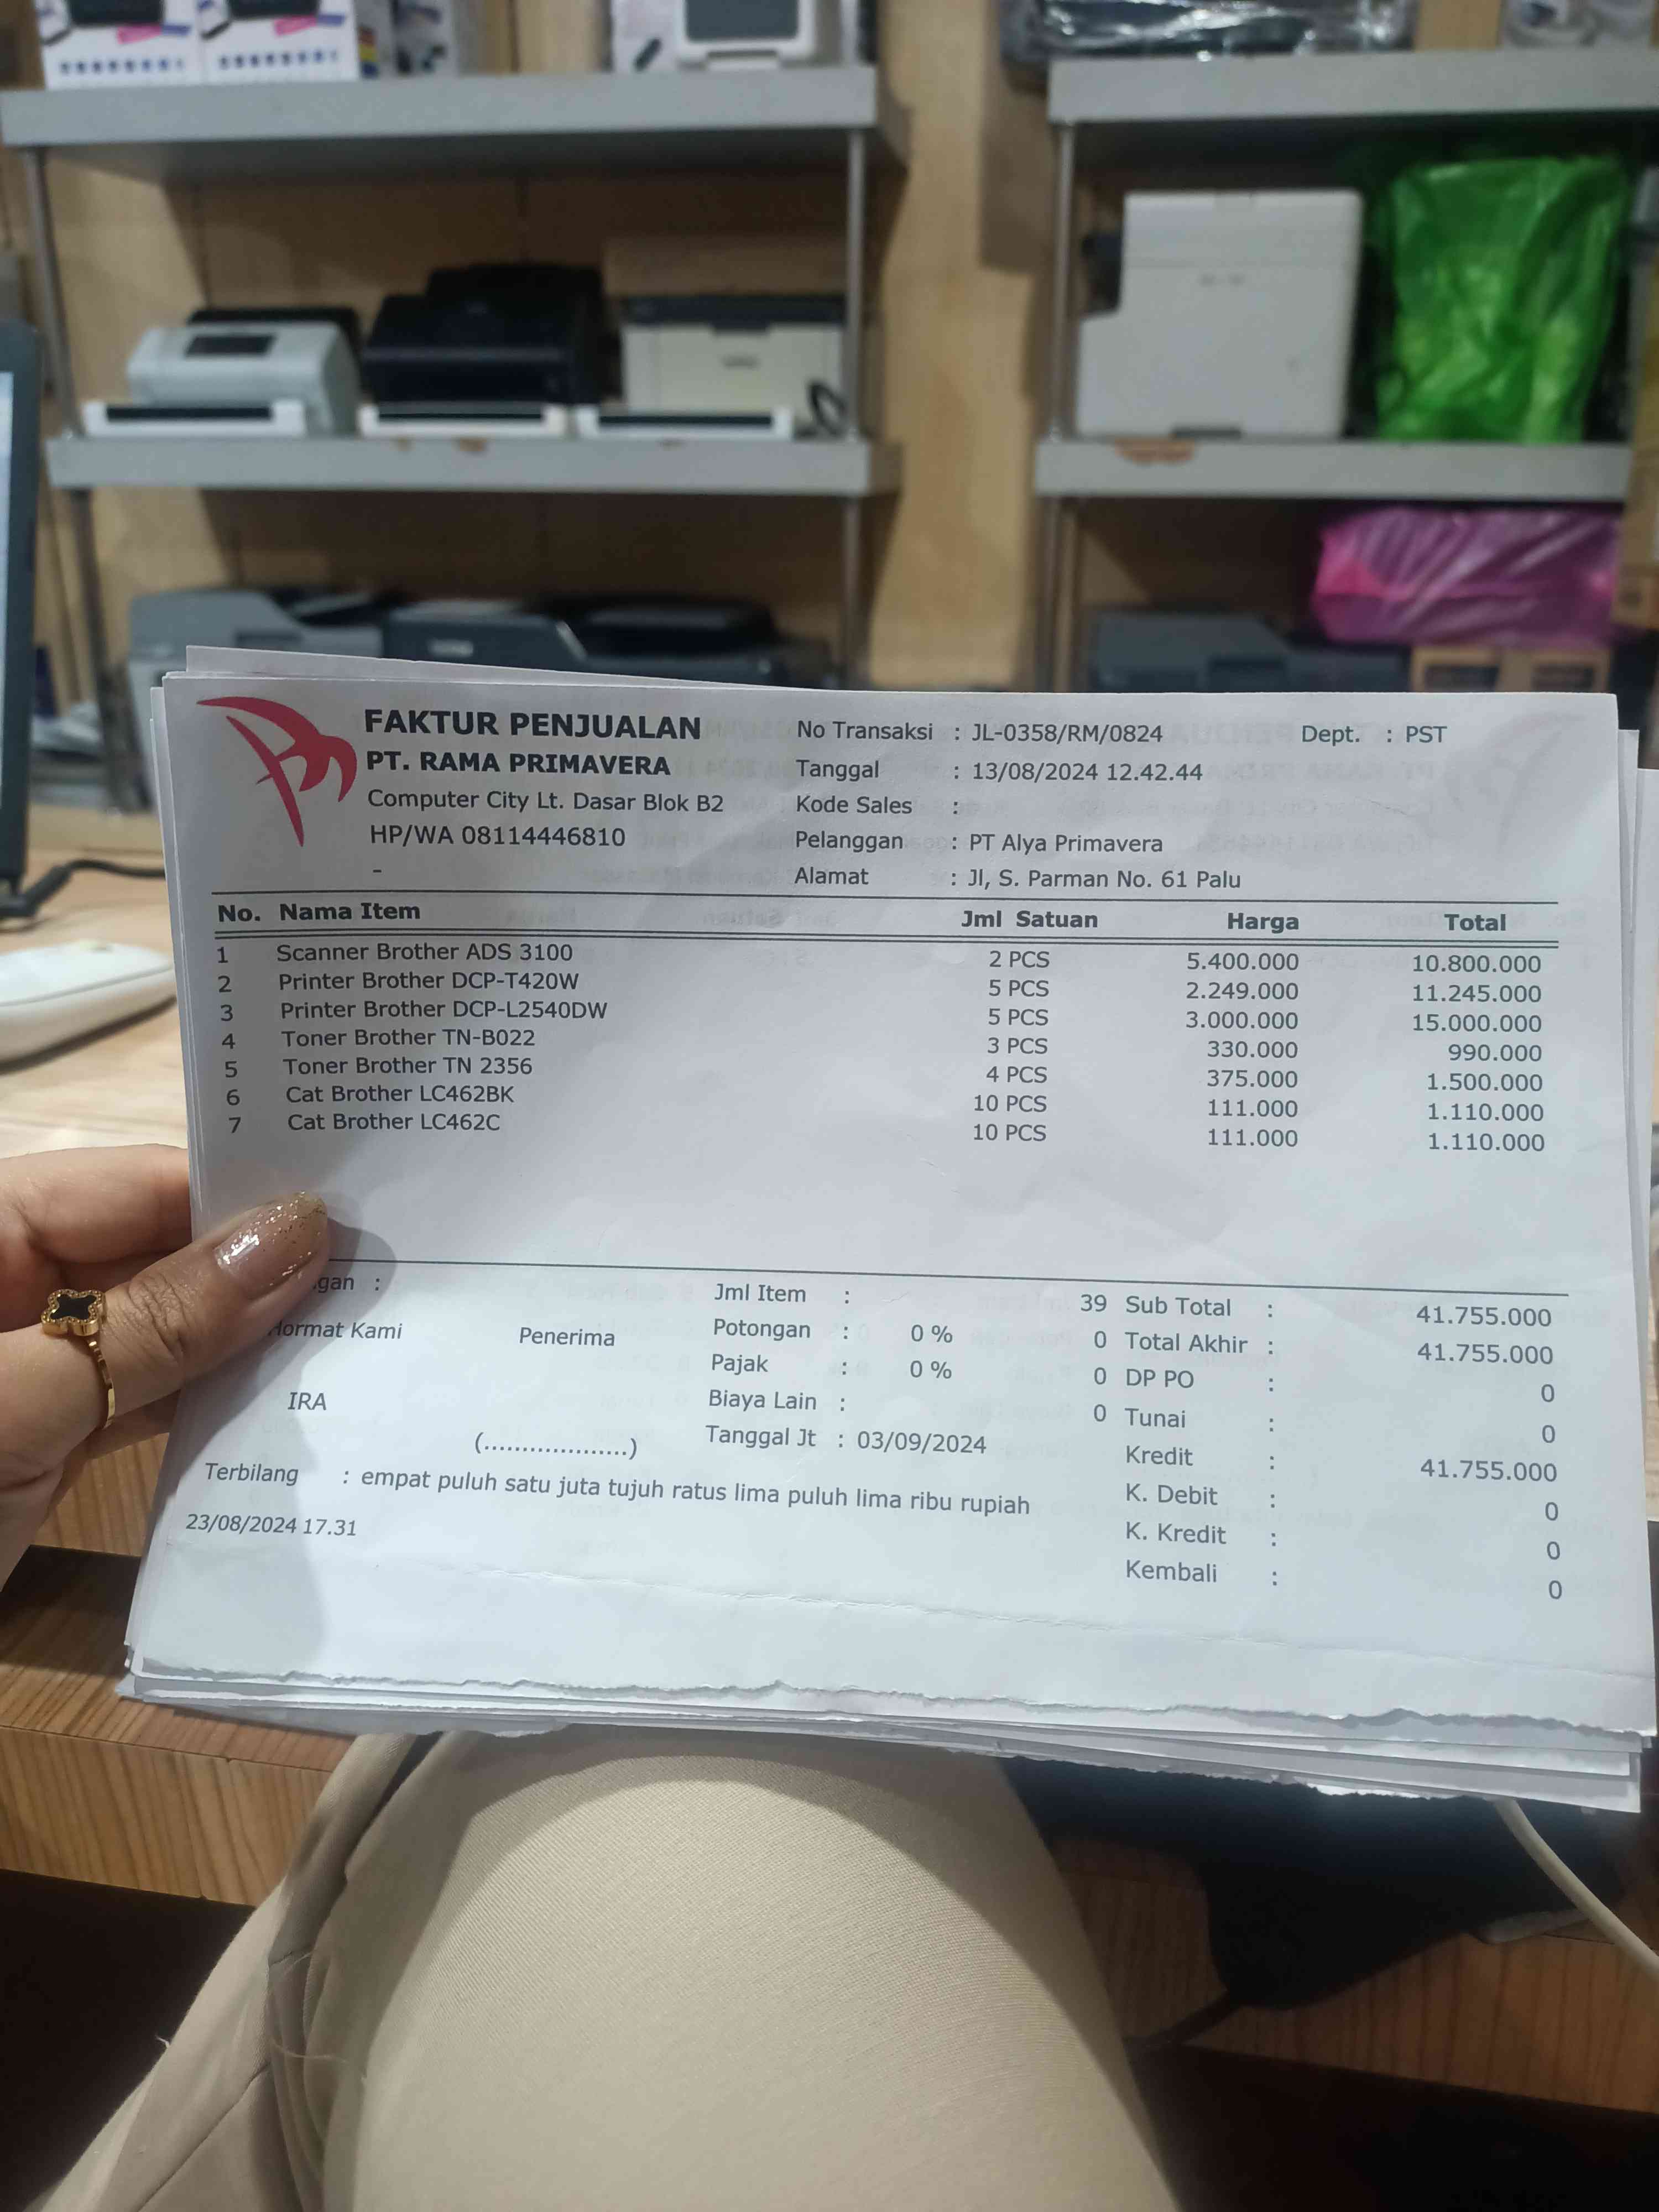 FAKTUR PENJUALAN
PT. RAMA PRIMAVERA
Computer City Lt. Dasar Blok B2
HP/WA 08114446810
-
No Transaksi : JL-0358/RM/0824 Dept. : PST
Tanggal : 13/08/2024 12.42.44
Kode Sales :
Pelanggan : PT Alya Primavera
Alamat : Jl, S. Parman No. 61 Palu
No. Nama Item Jml Satuan Harga Total
1 Scanner Brother ADS 3100 2 PCS 5.400.000 10.800.000
2 Printer Brother DCP-T420W 5 PCS 2.249.000 11.245.000
3 Printer Brother DCP-L2540DW 5 PCS 3.000.000 15.000.000
4 Toner Brother TN-B022 3 PCS 330.000 990.000
5 Toner Brother TN 2356 4 PCS 375.000 1.500.000
6 Cat Brother LC462BK 10 PCS 111.000 1.110.000
7 Cat Brother LC462C 10 PCS 111.000 1.110.000
gan : Jml Item : 39 Sub Total : 41.755.000
Hormat Kami Penerima Potongan : 0 % 0 Total Akhir : 41.755.000
Pajak : 0 % 0 DP PO : 0
IRA Biaya Lain : 0 Tunai : 0
(...................) Tanggal Jt : 03/09/2024 Kredit : 41.755.000
Terbilang : empat puluh satu juta tujuh ratus lima puluh lima ribu rupiah K. Debit : 0
23/08/2024 17.31 K. Kredit : 0
Kembali : 0